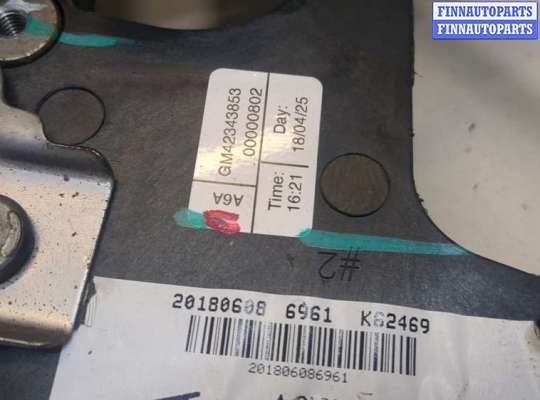 FINNAUTOPARTS
FINNAUTOPARTS
A6A
GM42343853
00000802
Time:
16:21
Day:
18/04/25
#2
20180608 6961 K62469
201806086961